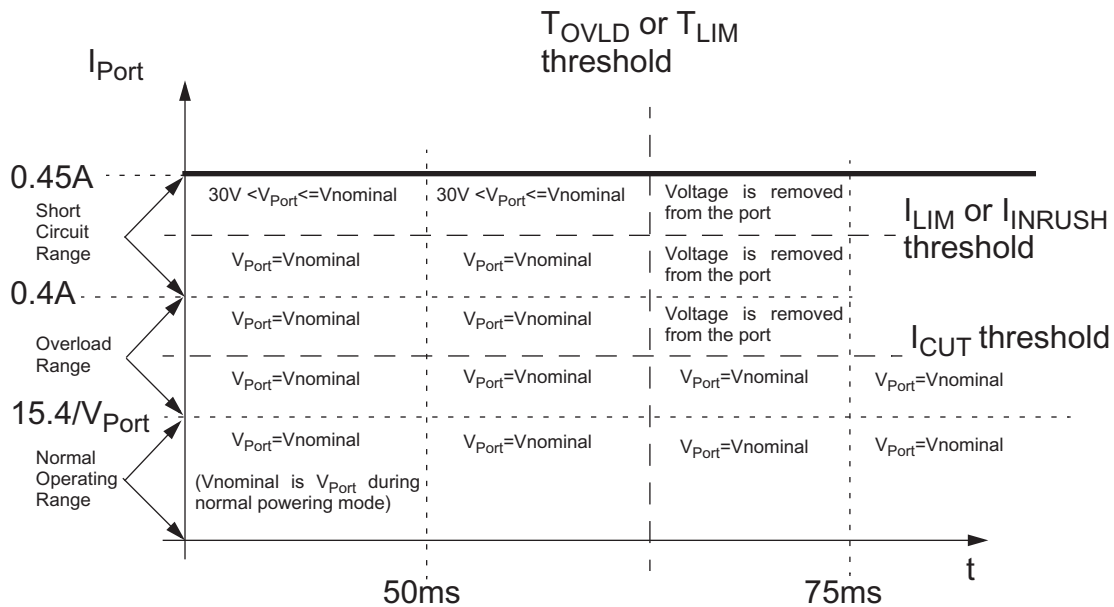 T_OVLD or T_LIM
threshold
I_Port
0.45A
30V <V_Port<=Vnominal
30V <V_Port<=Vnominal
Voltage is removed
from the port
Short
Circuit
Range
I_LIM or I_INRUSH
threshold
V_Port=Vnominal
V_Port=Vnominal
Voltage is removed
from the port
0.4A
V_Port=Vnominal
V_Port=Vnominal
Voltage is removed
from the port
Overload
Range
I_CUT threshold
V_Port=Vnominal
V_Port=Vnominal
V_Port=Vnominal
V_Port=Vnominal
15.4/V_Port
V_Port=Vnominal
V_Port=Vnominal
V_Port=Vnominal
V_Port=Vnominal
Normal
Operating
Range
(Vnominal is V_Port during
normal powering mode)
t
50ms
75ms